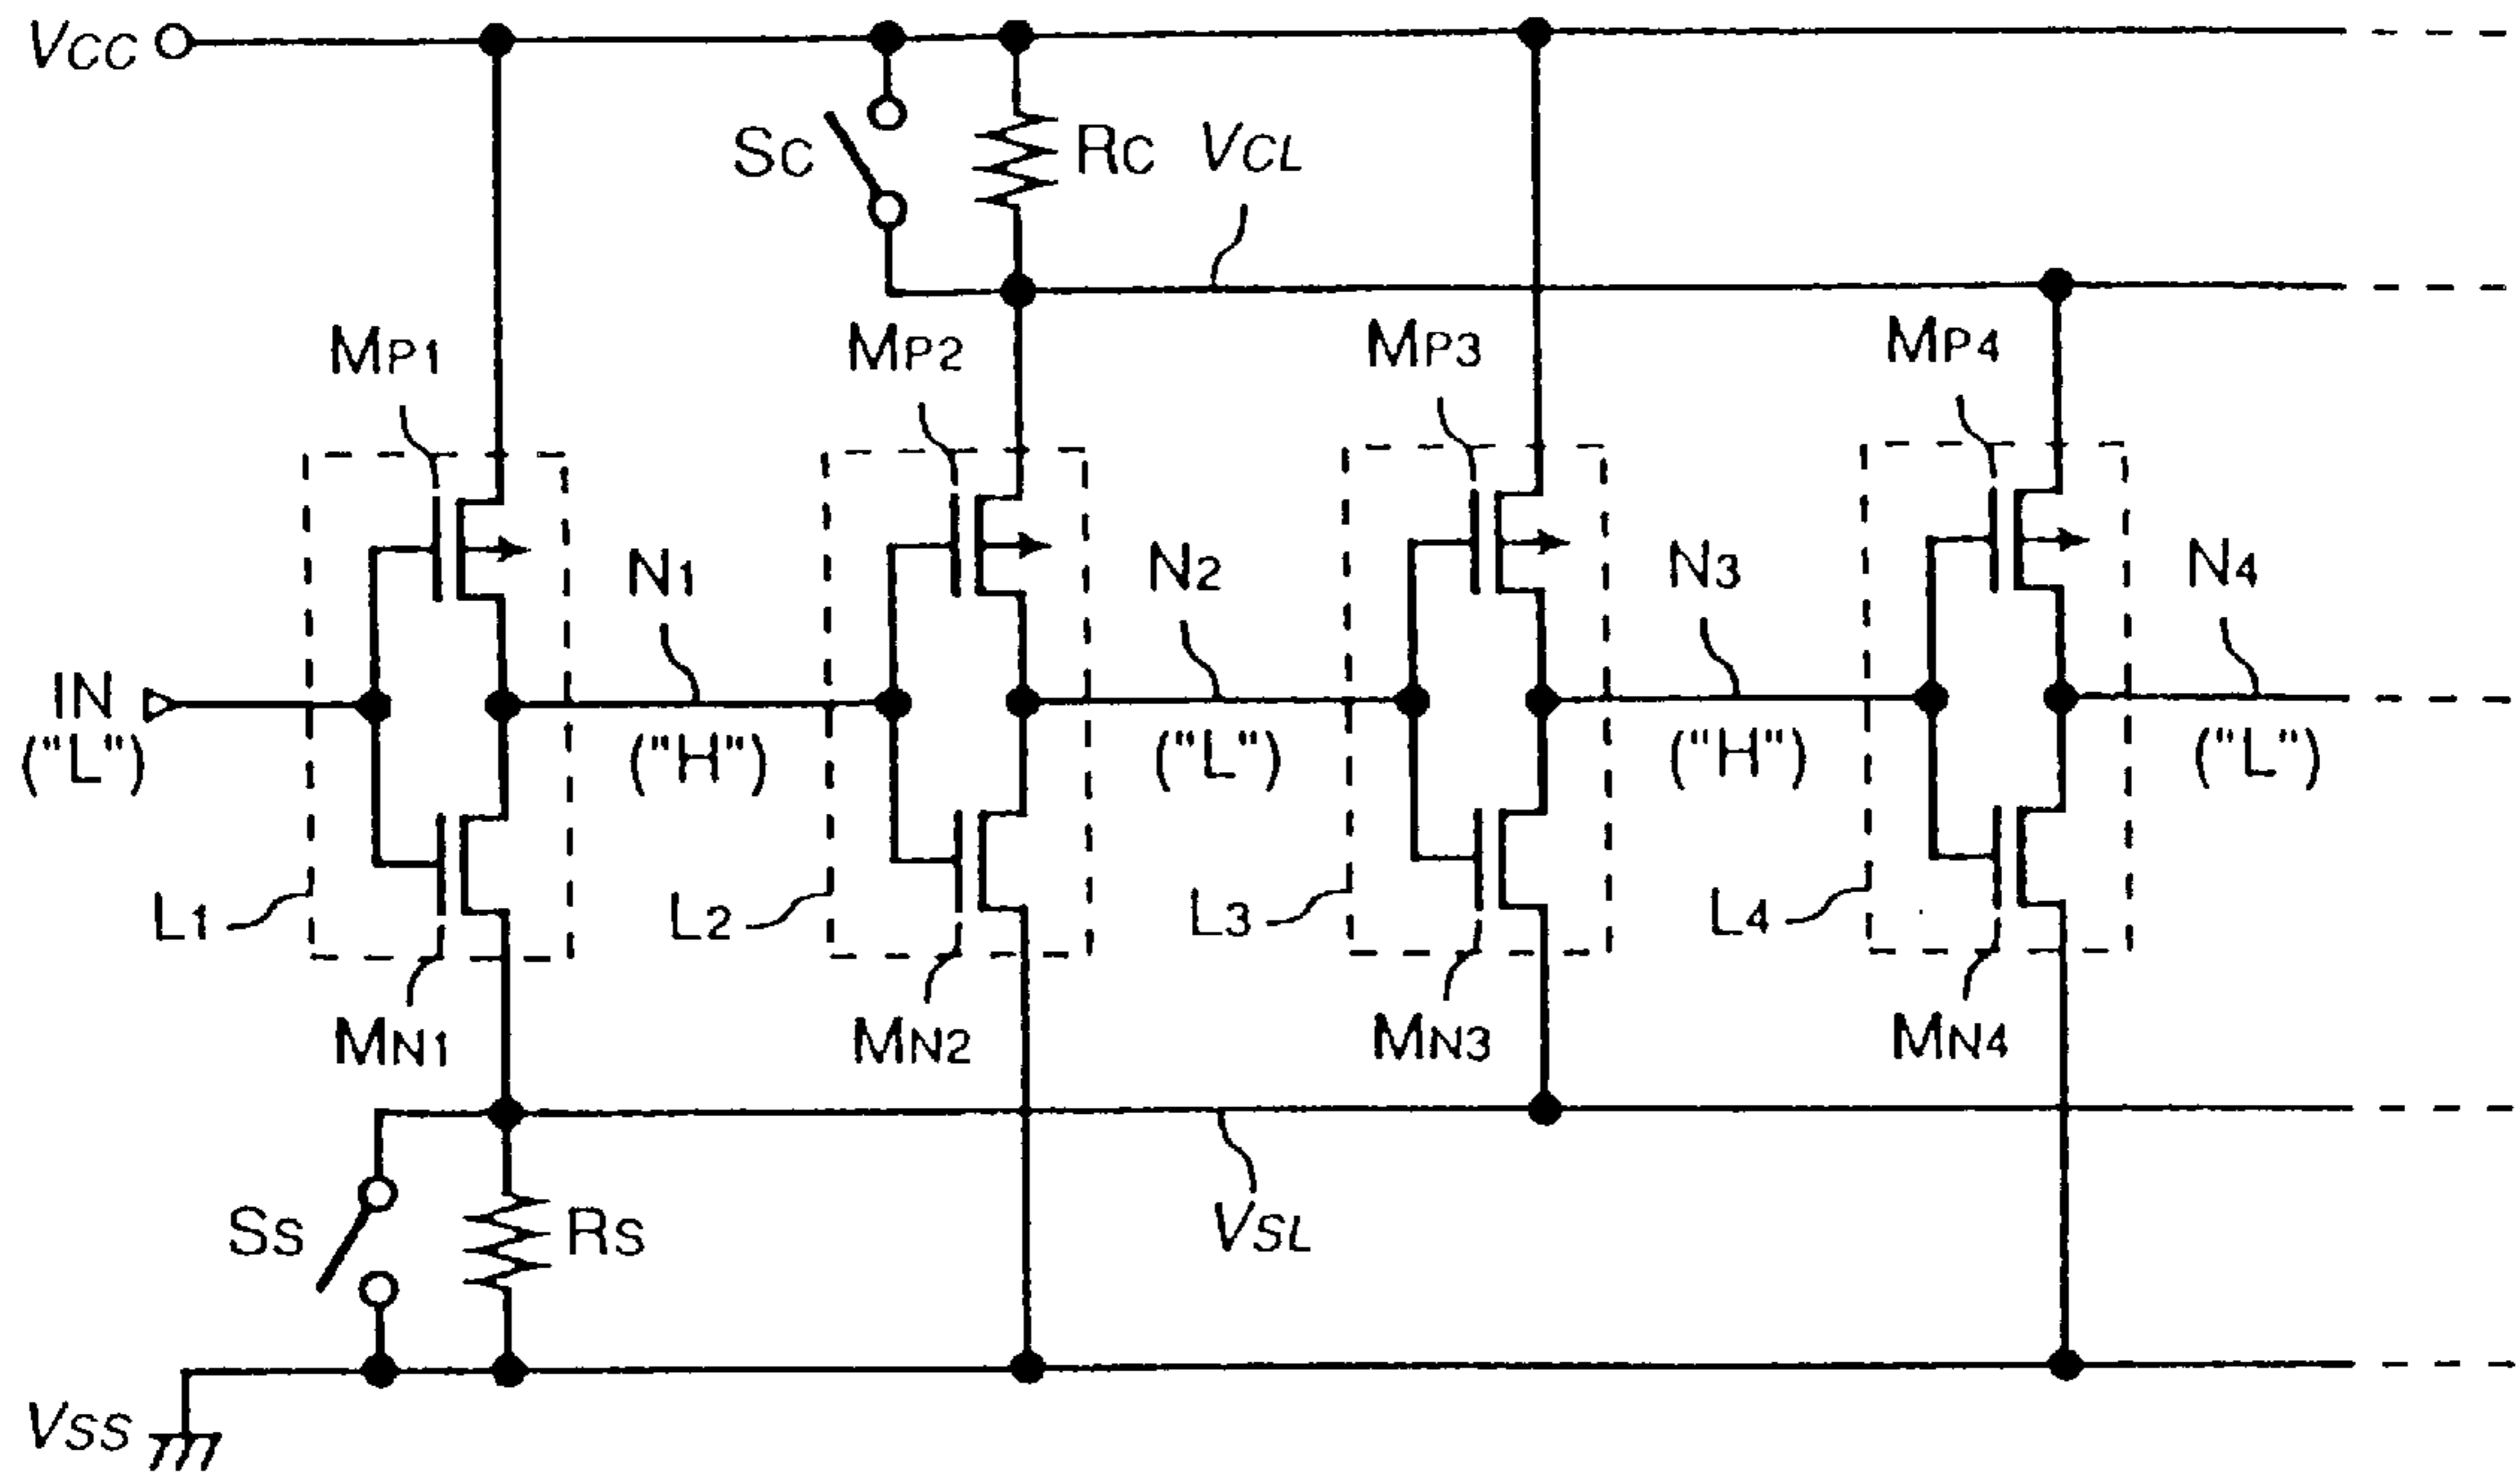 VCC
SC
RC
VCL
MP1
MP2
MP3
MP4
N1
N2
N3
N4
IN
("L")
("H")
("L")
("H")
("L")
L1
L2
L3
L4
MN1
MN2
MN3
MN4
SS
RS
VSL
VSS